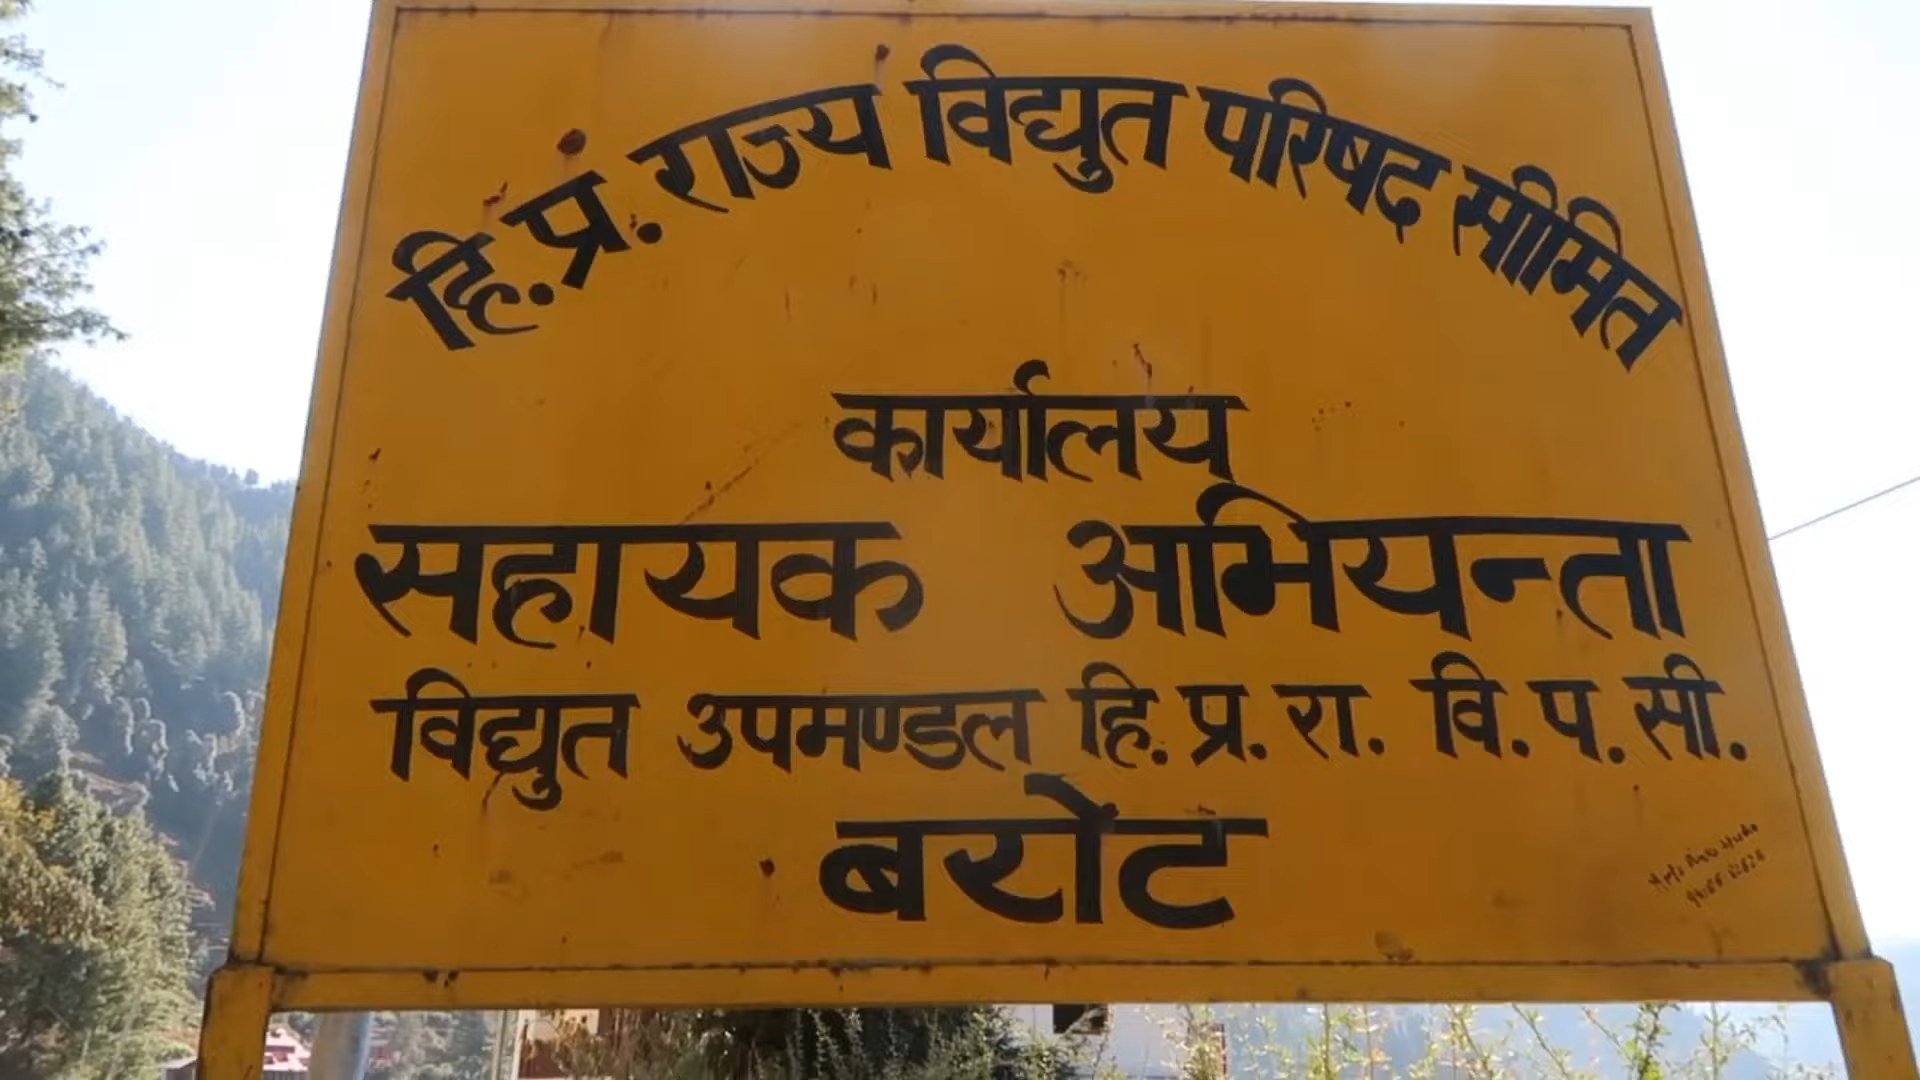 हि.प्र. राज्य विद्युत परिषद सीमित
कार्यालय
सहायक अभियन्ता
विद्युत उपमण्डल हि.प्र.रा. वि.प.सी.
बरोट